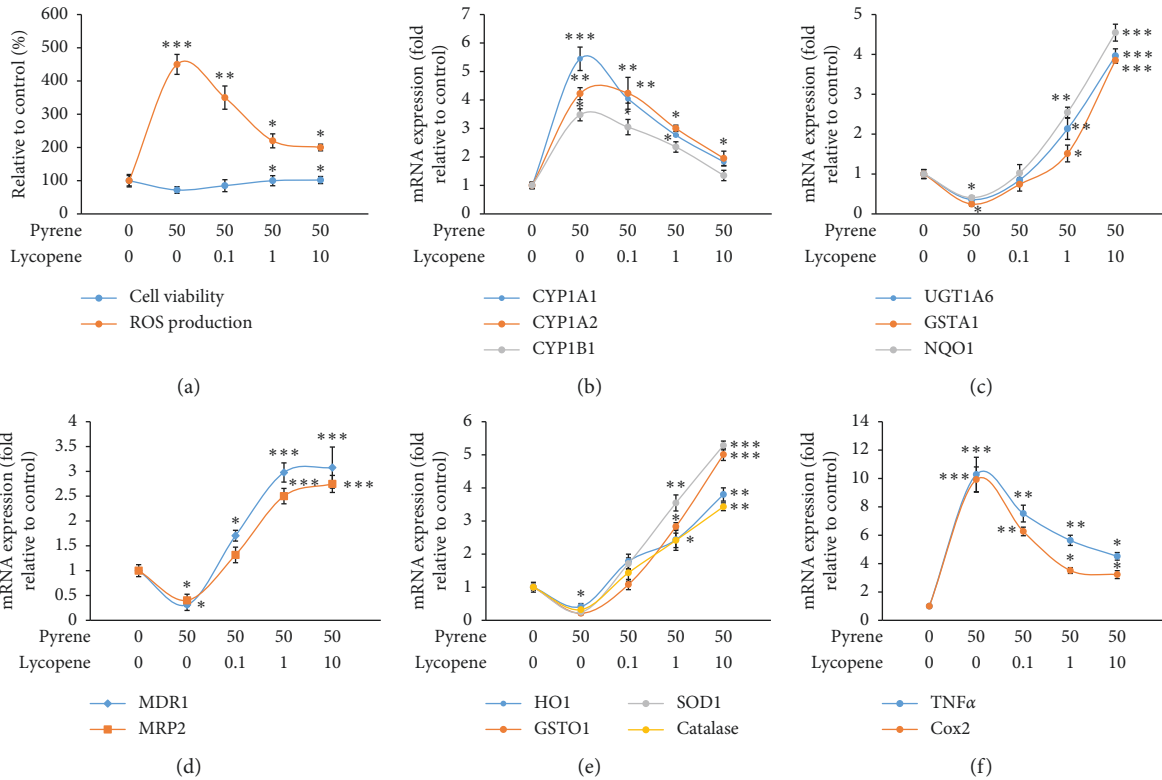 600
500
400
300
200
100
0
Relative to control (%)
*** ** * *
* *
Pyrene 0 50 50 50 50
Lycopene 0 0 0.1 1 10
Cell viability
ROS production
(a)
7
6
5
4
3
2
1
0
mRNA expression (fold
relative to control)
***
** ** **
* * * * *
Pyrene 0 50 50 50 50
Lycopene 0 0 0.1 1 10
CYP1A1
CYP1A2
CYP1B1
(b)
5
4
3
2
1
0
mRNA expression (fold
relative to control)
***
***
***
**
**
*
*
*
Pyrene 0 50 50 50 50
Lycopene 0 0 0.1 1 10
UGT1A6
GSTA1
NQO1
(c)
4
3.5
3
2.5
2
1.5
1
0.5
0
mRNA expression (fold
relative to control)
***
***
*** ***
*
*
*
Pyrene 0 50 50 50 50
Lycopene 0 0 0.1 1 10
MDR1
MRP2
(d)
6
5
4
3
2
1
0
mRNA expression (fold
relative to control)
***
***
**
**
**
*
*
*
Pyrene 0 50 50 50 50
Lycopene 0 0 0.1 1 10
HO1 SOD1
GSTO1 Catalase
(e)
14
12
10
8
6
4
2
0
mRNA expression (fold
relative to control)
***
***
**
** **
*
*
*
Pyrene 0 50 50 50 50
Lycopene 0 0 0.1 1 10
TNFα
Cox2
(f)